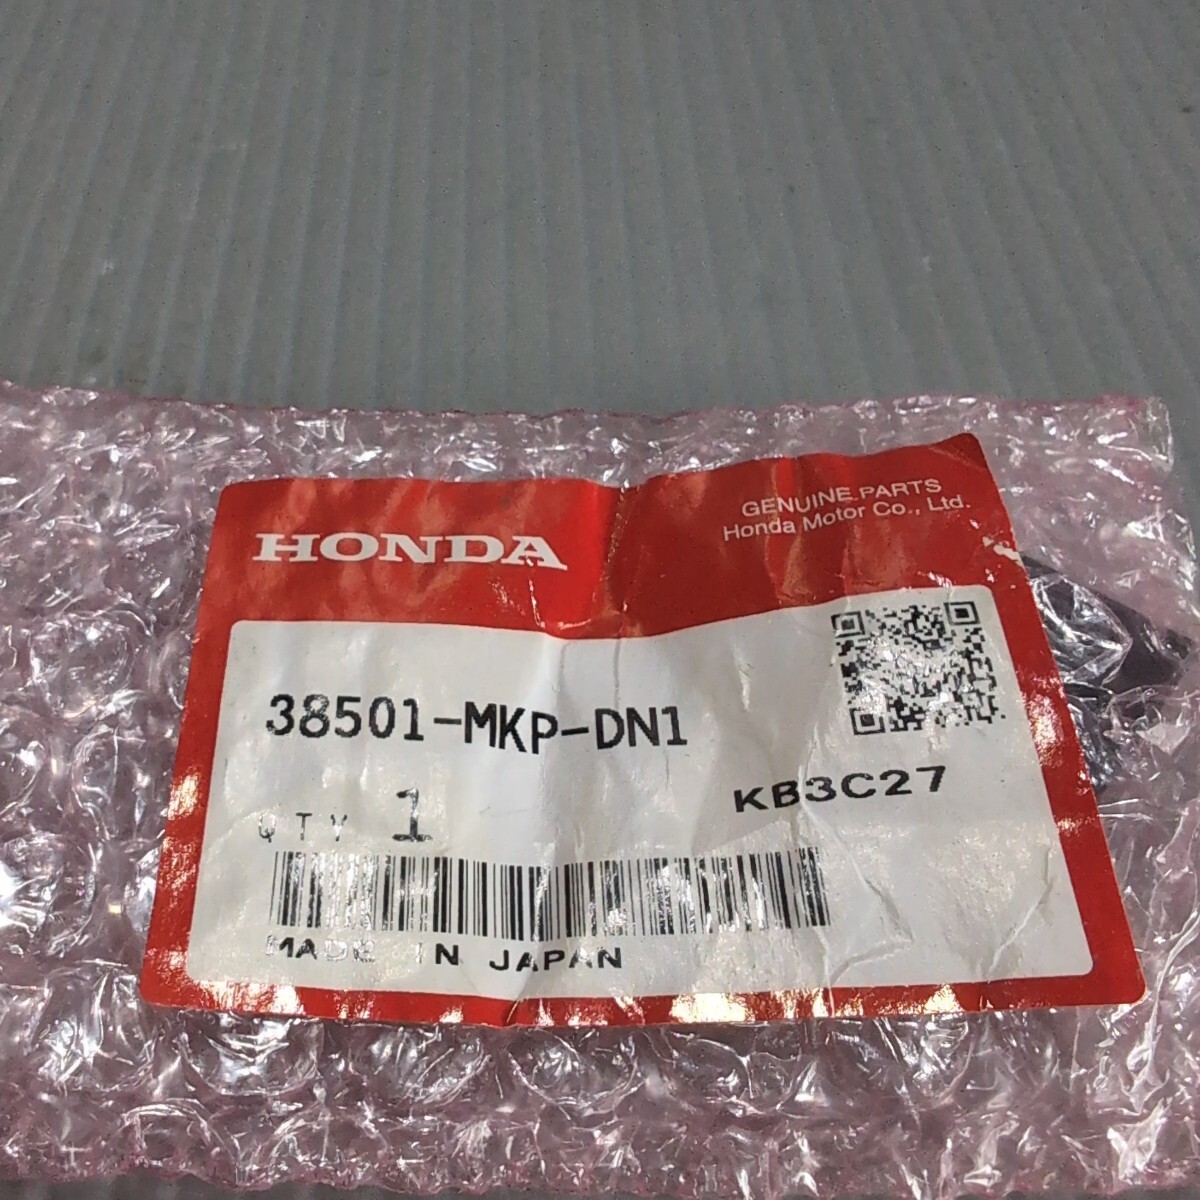 HONDA
GENUINE PARTS
Honda Motor Co., Ltd.
38501-MKP-DN1
KB3C27
QTY 1
MADE IN JAPAN